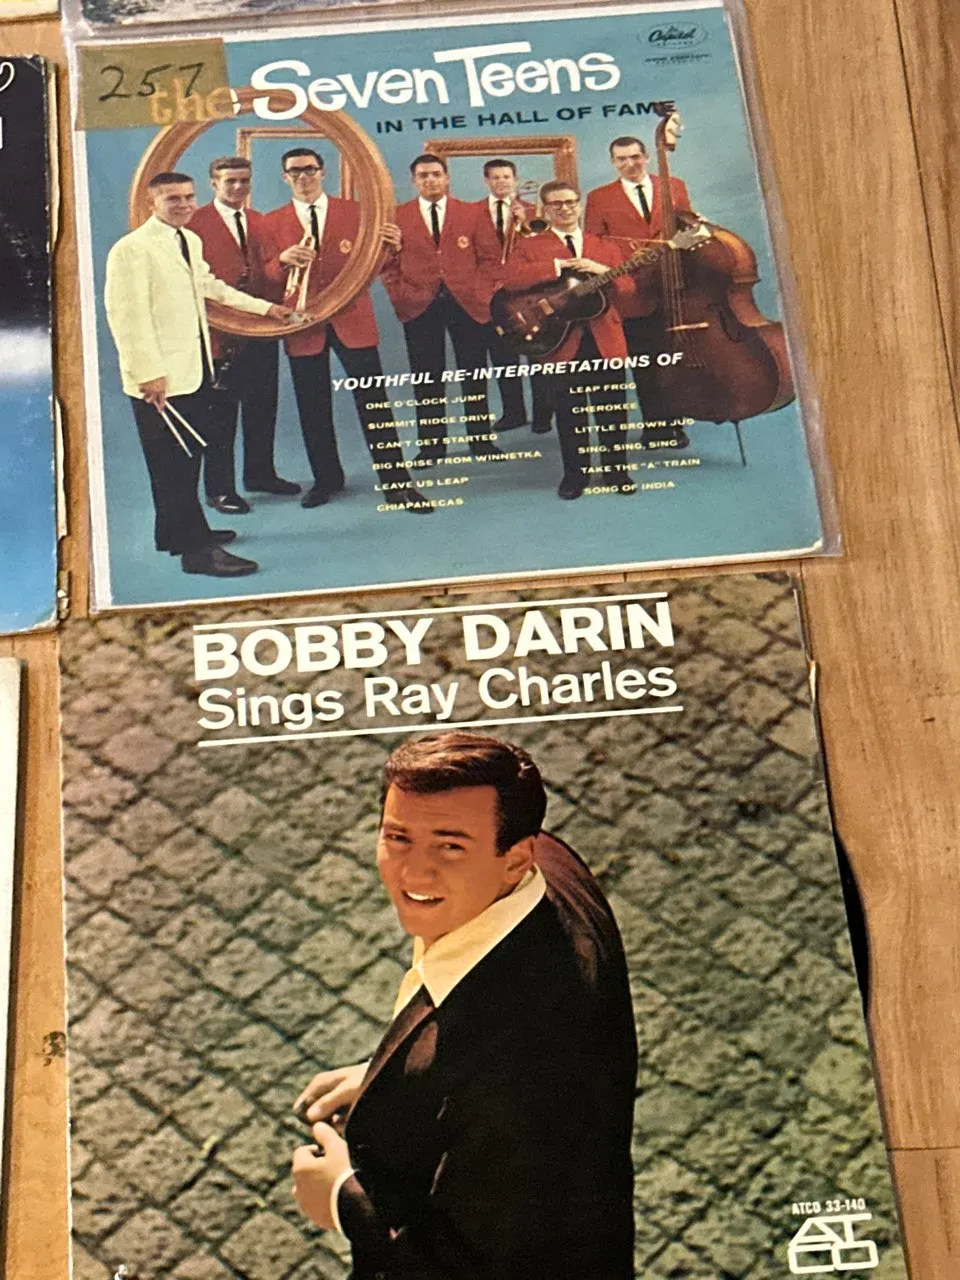 257
the Seven Teens
IN THE HALL OF FAME
Capitol
YOUTHFUL RE-INTERPRETATIONS OF
ONE O'CLOCK JUMP
SUMMIT RIDGE DRIVE
I CAN'T GET STARTED
BIG NOISE FROM WINNETKA
LEAVE US LEAP
CHIAPANECAS
LEAP FROG
CHEROKEE
LITTLE BROWN JUG
SING, SING, SING
TAKE THE "A" TRAIN
SONG OF INDIA
BOBBY DARIN
Sings Ray Charles
ATCO 33-140
ATCO